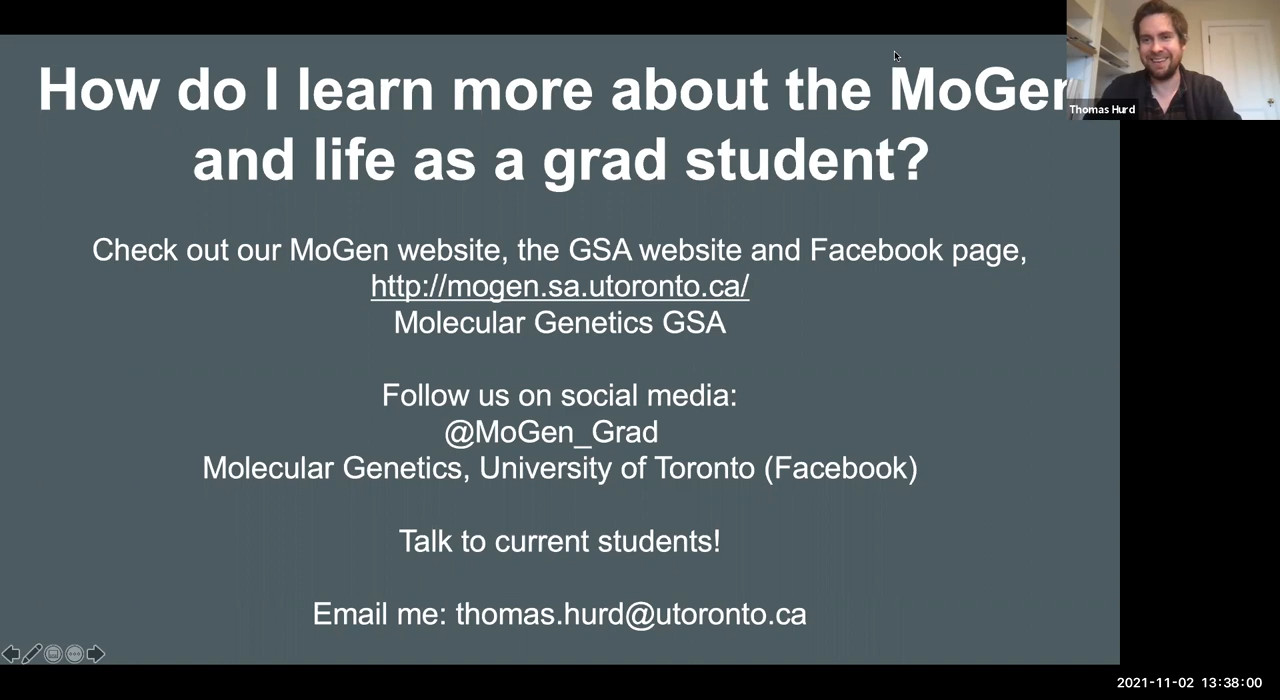 How do I learn more about the MoGen
and life as a grad student?
Thomas Hurd
Check out our MoGen website, the GSA website and Facebook page,
http://mogen.sa.utoronto.ca/
Molecular Genetics GSA
Follow us on social media:
@MoGen_Grad
Molecular Genetics, University of Toronto (Facebook)
Talk to current students!
Email me: thomas.hurd@utoronto.ca
2021-11-02 13:38:00